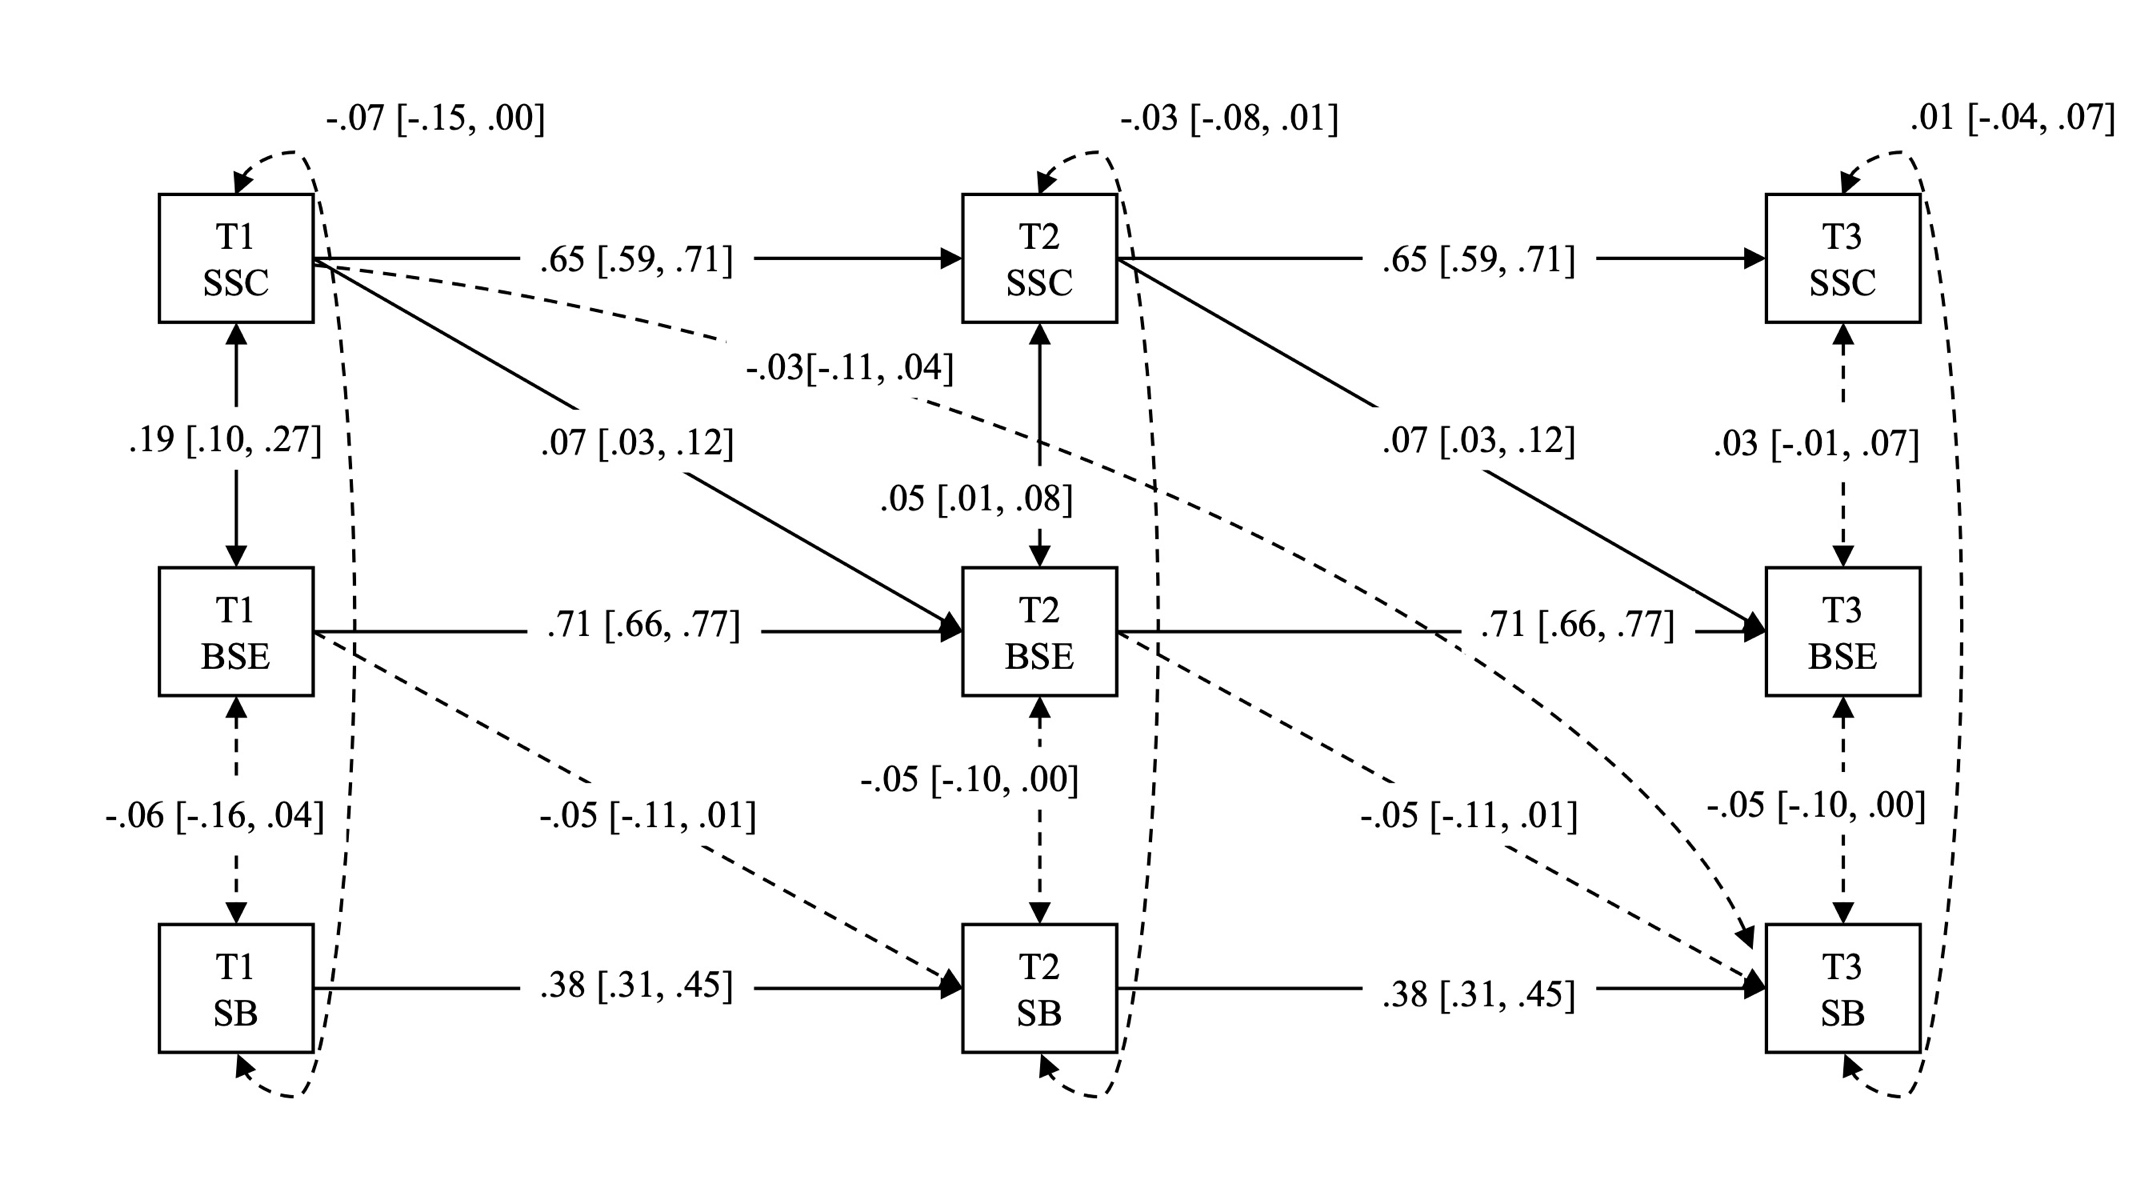 -.07 [-.15, .00]
-.03 [-.08, .01]
.01 [-.04, .07]
T1
SSC
.65 [.59, .71]
T2
SSC
.65 [.59, .71]
T3
SSC
-.03[-.11, .04]
.19 [.10, .27]
.07 [.03, .12]
.05 [.01, .08]
.07 [.03, .12]
.03 [-.01, .07]
T1
BSE
.71 [.66, .77]
T2
BSE
.71 [.66, .77]
T3
BSE
-.06 [-.16, .04]
-.05 [-.11, .01]
-.05 [-.10, .00]
-.05 [-.11, .01]
-.05 [-.10, .00]
T1
SB
.38 [.31, .45]
T2
SB
.38 [.31, .45]
T3
SB